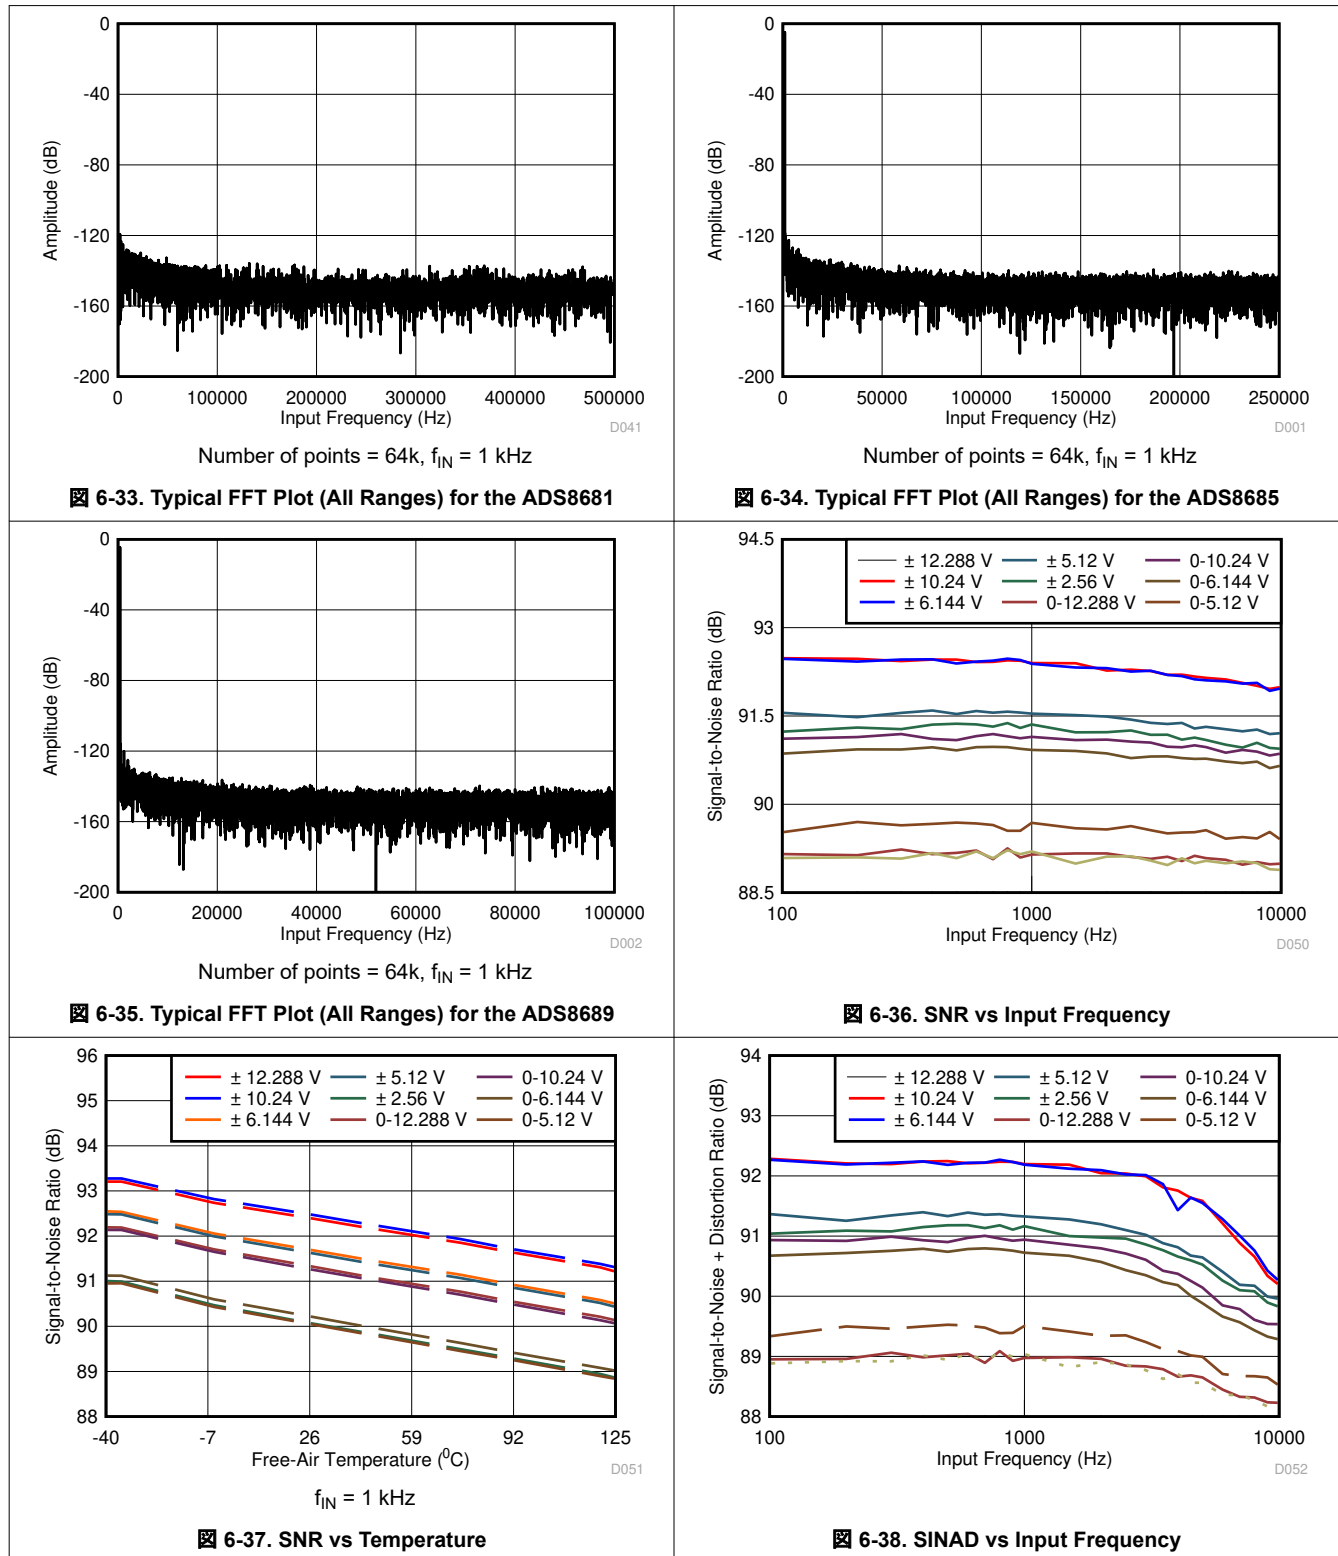 0
-40
-80
-120
-160
-200
Amplitude (dB)
0 100000 200000 300000 400000 500000
Input Frequency (Hz)
D041
Number of points = 64k, fIN = 1 kHz
図 6-33. Typical FFT Plot (All Ranges) for the ADS8681
0
-40
-80
-120
-160
-200
Amplitude (dB)
0 50000 100000 150000 200000 250000
Input Frequency (Hz)
D001
Number of points = 64k, fIN = 1 kHz
図 6-34. Typical FFT Plot (All Ranges) for the ADS8685
0
-40
-80
-120
-160
-200
Amplitude (dB)
0 20000 40000 60000 80000 100000
Input Frequency (Hz)
D002
Number of points = 64k, fIN = 1 kHz
図 6-35. Typical FFT Plot (All Ranges) for the ADS8689
94.5
93
91.5
90
88.5
Signal-to-Noise Ratio (dB)
± 12.288 V ± 5.12 V 0-10.24 V
± 10.24 V ± 2.56 V 0-6.144 V
± 6.144 V 0-12.288 V 0-5.12 V
100 1000 10000
Input Frequency (Hz)
D050
図 6-36. SNR vs Input Frequency
96
95
94
93
92
91
90
89
88
Signal-to-Noise Ratio (dB)
± 12.288 V ± 5.12 V 0-10.24 V
± 10.24 V ± 2.56 V 0-6.144 V
± 6.144 V 0-12.288 V 0-5.12 V
-40 -7 26 59 92 125
Free-Air Temperature (0C)
D051
fIN = 1 kHz
図 6-37. SNR vs Temperature
94
93
92
91
90
89
88
Signal-to-Noise + Distortion Ratio (dB)
± 12.288 V ± 5.12 V 0-10.24 V
± 10.24 V ± 2.56 V 0-6.144 V
± 6.144 V 0-12.288 V 0-5.12 V
100 1000 10000
Input Frequency (Hz)
D052
図 6-38. SINAD vs Input Frequency